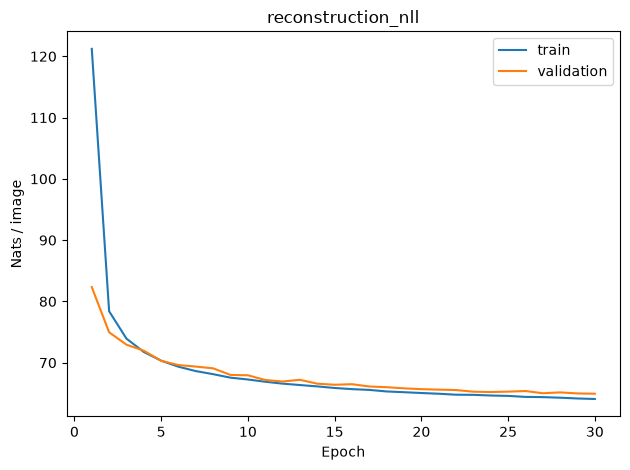 reconstruction_nll
train
validation
Nats / image
120
110
100
90
80
70
0 5 10 15 20 25 30
Epoch